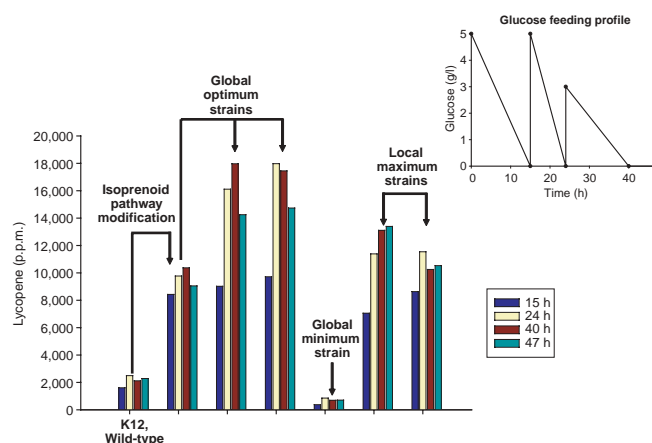 Glucose feeding profile
5
4
3
2
1
0
Glucose (g/l)
0 10 20 30 40
Time (h)
Global
optimum
strains
Local
maximum
strains
Isoprenoid
pathway
modification
Global
minimum
strain
20,000
18,000
16,000
14,000
12,000
10,000
8,000
6,000
4,000
2,000
0
Lycopene (p.p.m.)
15 h
24 h
40 h
47 h
K12,
Wild-type